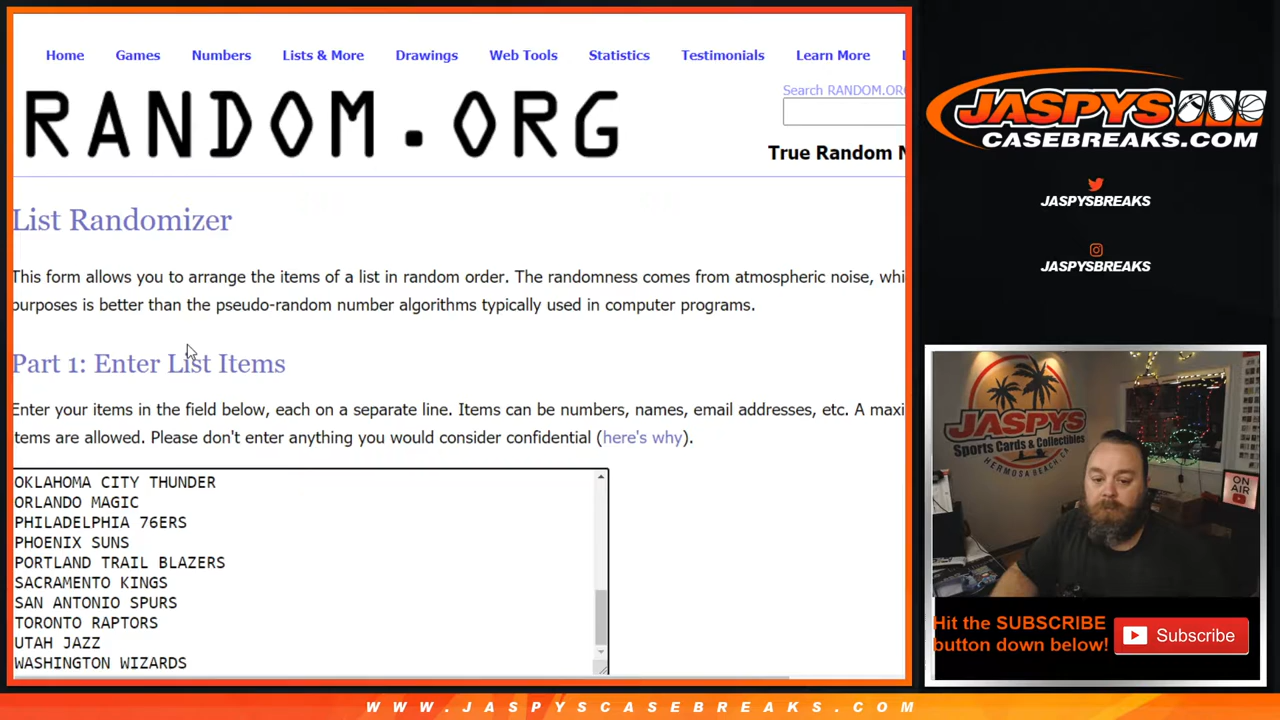 Home Games Numbers Lists & More Drawings Web Tools Statistics Testimonials Learn More
RANDOM.ORG
Search RANDOM.OR
True Random N
List Randomizer
This form allows you to arrange the items of a list in random order. The randomness comes from atmospheric noise, whi
purposes is better than the pseudo-random number algorithms typically used in computer programs.
Part 1: Enter List Items
Enter your items in the field below, each on a separate line. Items can be numbers, names, email addresses, etc. A maxi
items are allowed. Please don't enter anything you would consider confidential (here's why).
OKLAHOMA CITY THUNDER
ORLANDO MAGIC
PHILADELPHIA 76ERS
PHOENIX SUNS
PORTLAND TRAIL BLAZERS
SACRAMENTO KINGS
SAN ANTONIO SPURS
TORONTO RAPTORS
UTAH JAZZ
WASHINGTON WIZARDS
JASPYS
CASEBREAKS.COM
JASPYSBREAKS
JASPYSBREAKS
JASPYS
Sports Cards & Collectibles
HERMOSA BEACH, CA
ON AIR
Hit the SUBSCRIBE
button down below!
Subscribe
WWW.JASPYSCASEBREAKS.COM